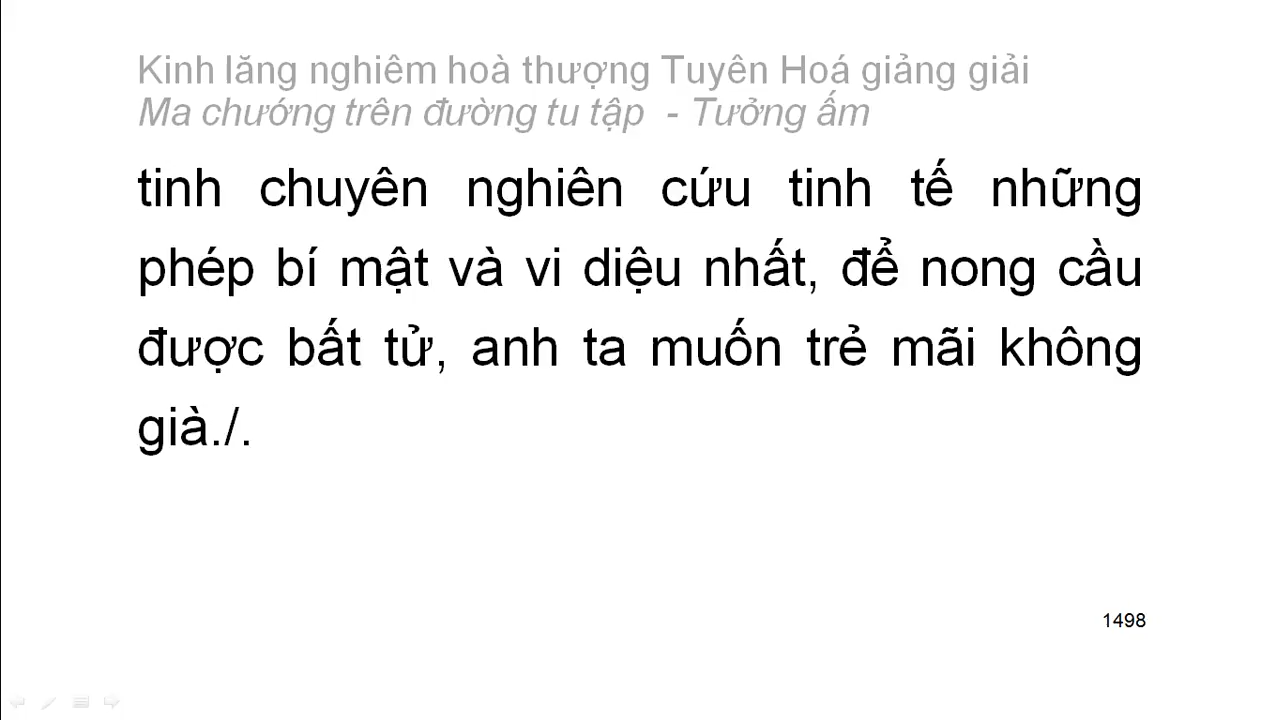 Kinh lăng nghiêm hoà thượng Tuyên Hoá giảng giải
Ma chướng trên đường tu tập - Tưởng ấm
tinh chuyên nghiên cứu tinh tế những
phép bí mật và vi diệu nhất, để nong cầu
được bất tử, anh ta muốn trẻ mãi không
già./.
1498